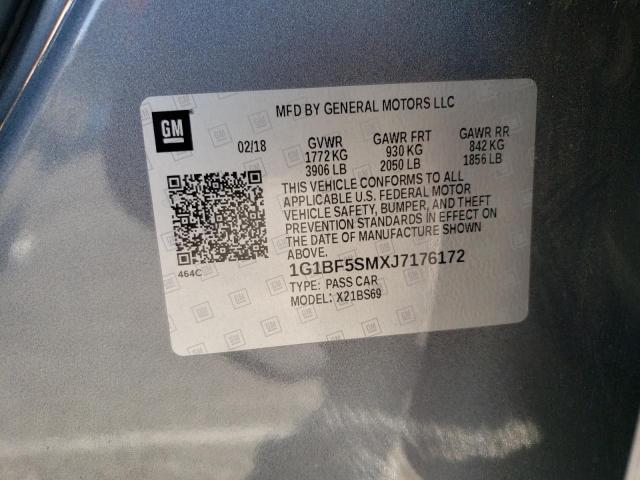 GM
MFD BY GENERAL MOTORS LLC
02/18 GVWR GAWR FRT GAWR RR
1772 KG 930 KG 842 KG
3906 LB 2050 LB 1856 LB
THIS VEHICLE CONFORMS TO ALL
APPLICABLE U.S. FEDERAL MOTOR
VEHICLE SAFETY, BUMPER, AND THEFT
PREVENTION STANDARDS IN EFFECT ON
THE DATE OF MANUFACTURE SHOWN ABOVE.
464C
1G1BF5SMXJ7176172
TYPE: PASS CAR
MODEL: X21BS69